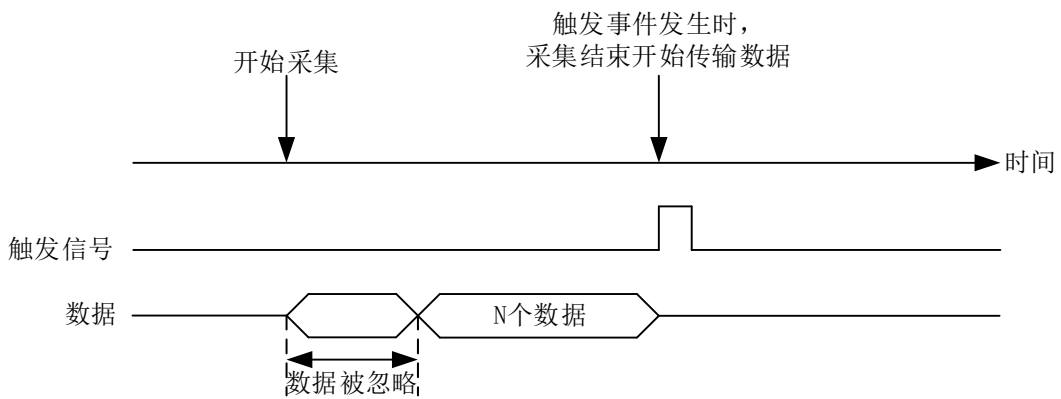 触发事件发生时，
采集结束开始传输数据
开始采集
时间
触发信号
数据
N个数据
数据被忽略